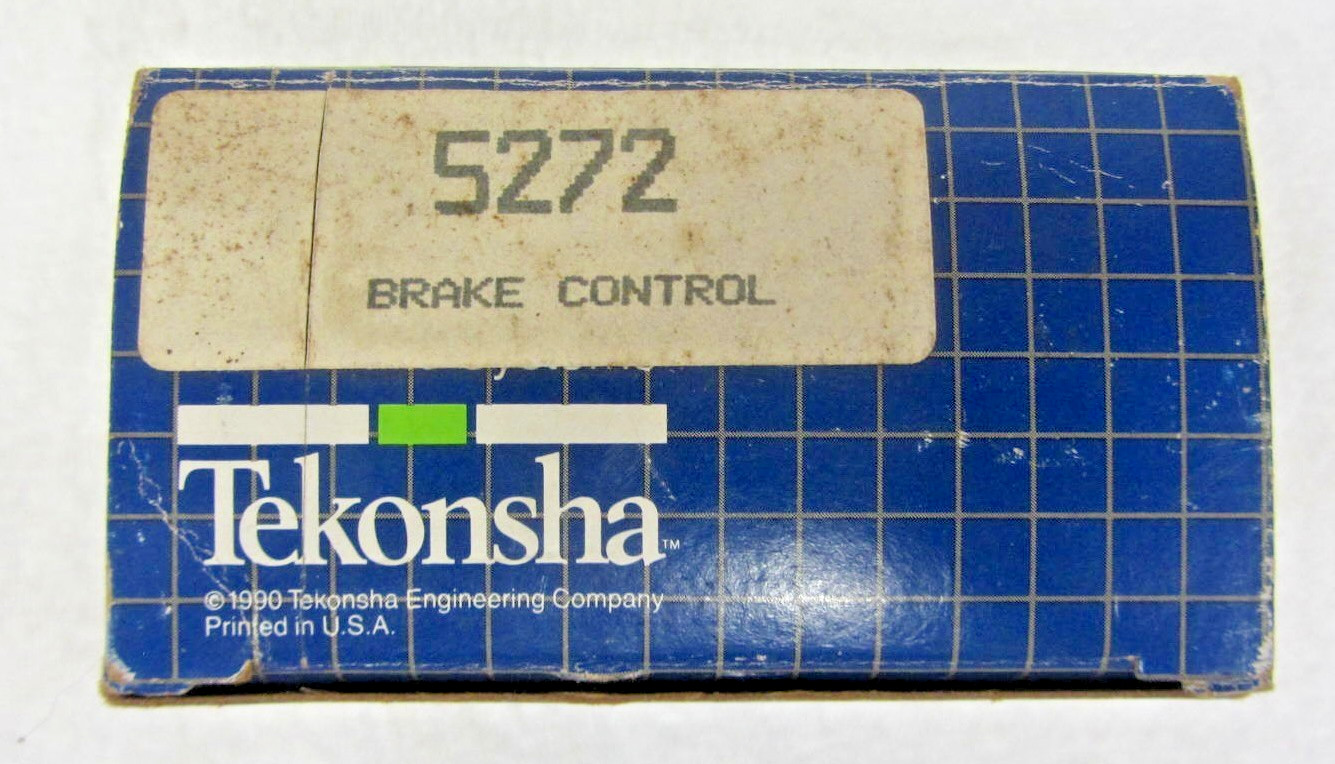 5272
BRAKE CONTROL
Tekonsha™
©1990 Tekonsha Engineering Company
Printed in U.S.A.